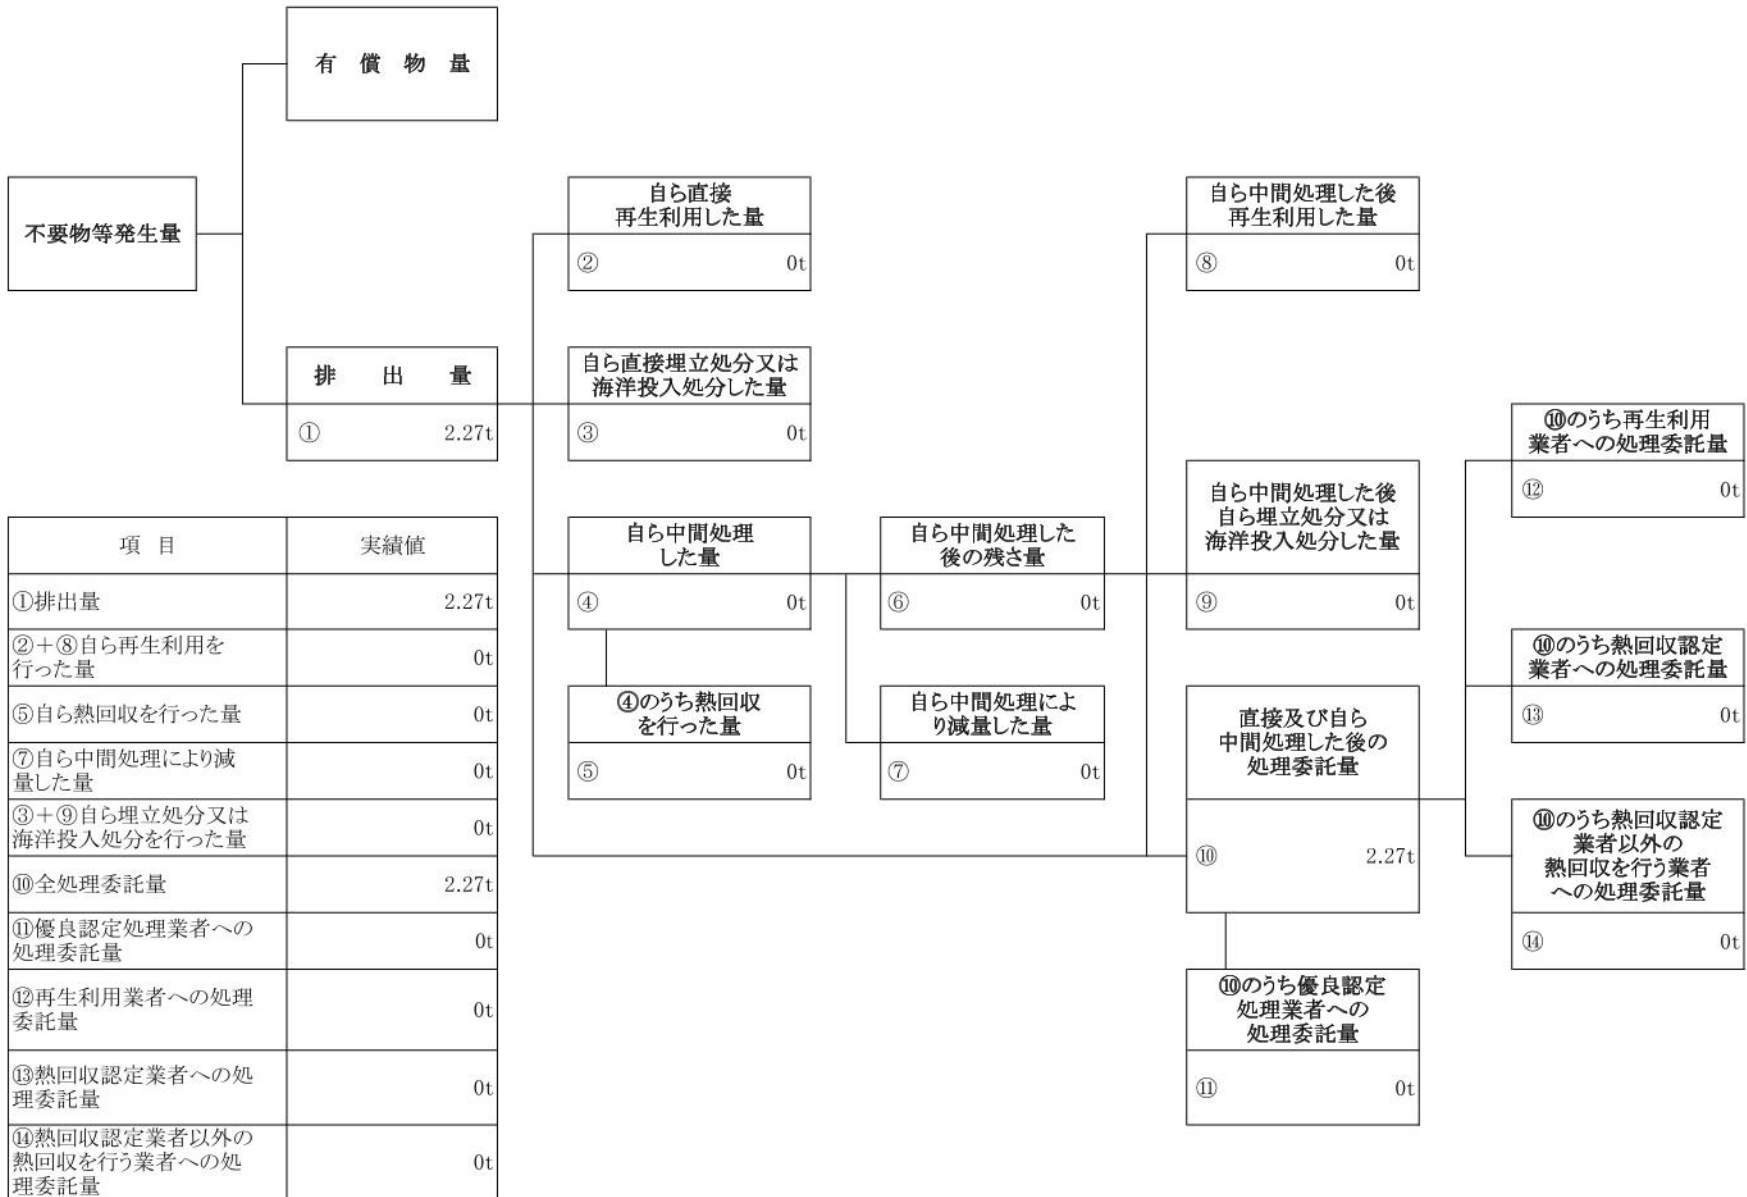 有 償 物 量
不要物等発生量
排 出 量
① 2.27t
自ら直接
再生利用した量
② 0t
自ら直接埋立処分又は
海洋投入処分した量
③ 0t
自ら中間処理
した量
④ 0t
④のうち熱回収
を行った量
⑤ 0t
自ら中間処理した
後の残さ量
⑥ 0t
自ら中間処理によ
り減量した量
⑦ 0t
自ら中間処理した後
再生利用した量
⑧ 0t
自ら中間処理した後
自ら埋立処分又は
海洋投入処分した量
⑨ 0t
直接及び自ら
中間処理した後の
処理委託量
⑩ 2.27t
⑩のうち優良認定
処理業者への
処理委託量
⑪ 0t
⑩のうち再生利用
業者への処理委託量
⑫ 0t
⑩のうち熱回収認定
業者への処理委託量
⑬ 0t
⑩のうち熱回収認定
業者以外の
熱回収を行う業者
への処理委託量
⑭ 0t
項 目 実績値
①排出量 2.27t
②+⑧自ら再生利用を
行った量 0t
⑤自ら熱回収を行った量 0t
⑦自ら中間処理により減
量した量 0t
③+⑨自ら埋立処分又は
海洋投入処分を行った量 0t
⑩全処理委託量 2.27t
⑪優良認定処理業者への
処理委託量 0t
⑫再生利用業者への処理
委託量 0t
⑬熱回収認定業者への処
理委託量 0t
⑭熱回収認定業者以外の
熱回収を行う業者への処
理委託量 0t